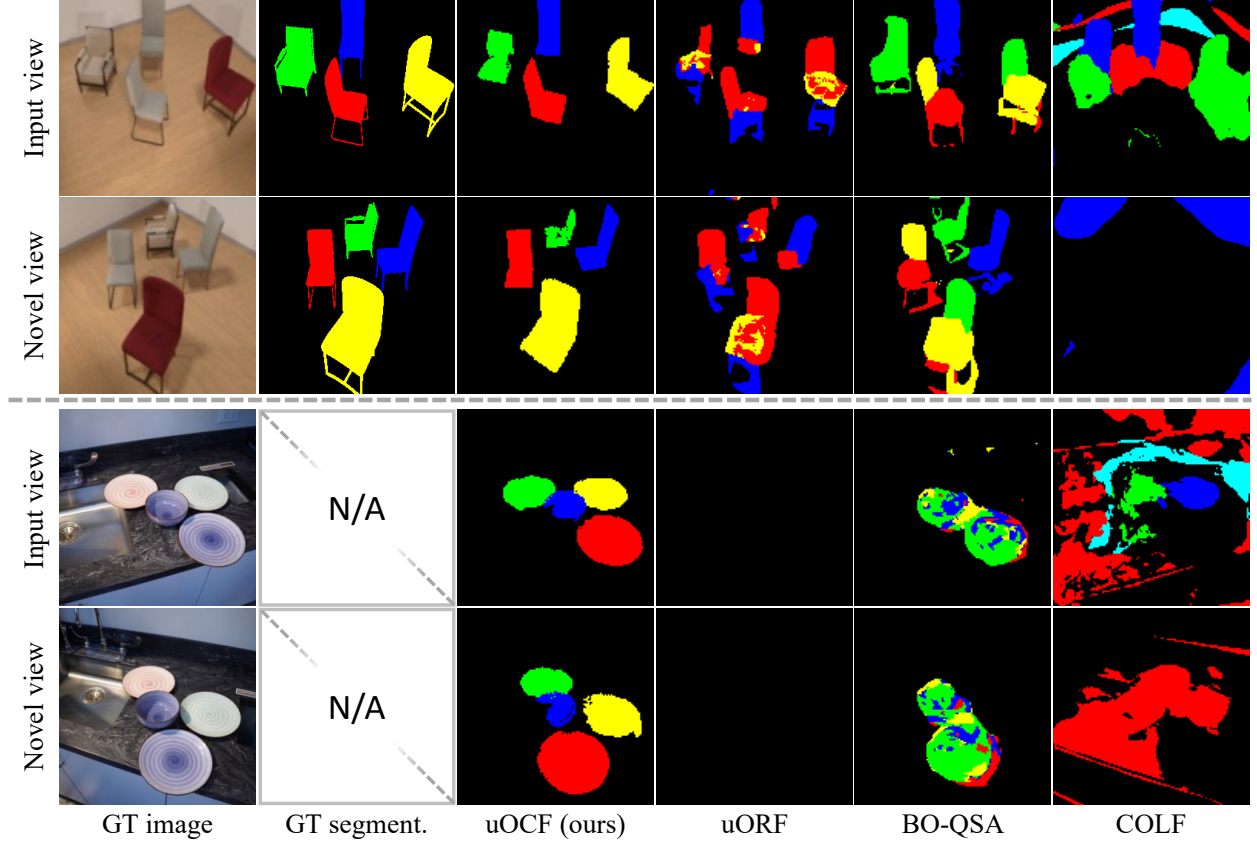 Input view
Novel view
Input view
N/A
Novel view
N/A
GT image
GT segment.
uOCF (ours)
uORF
BO-QSA
COLF